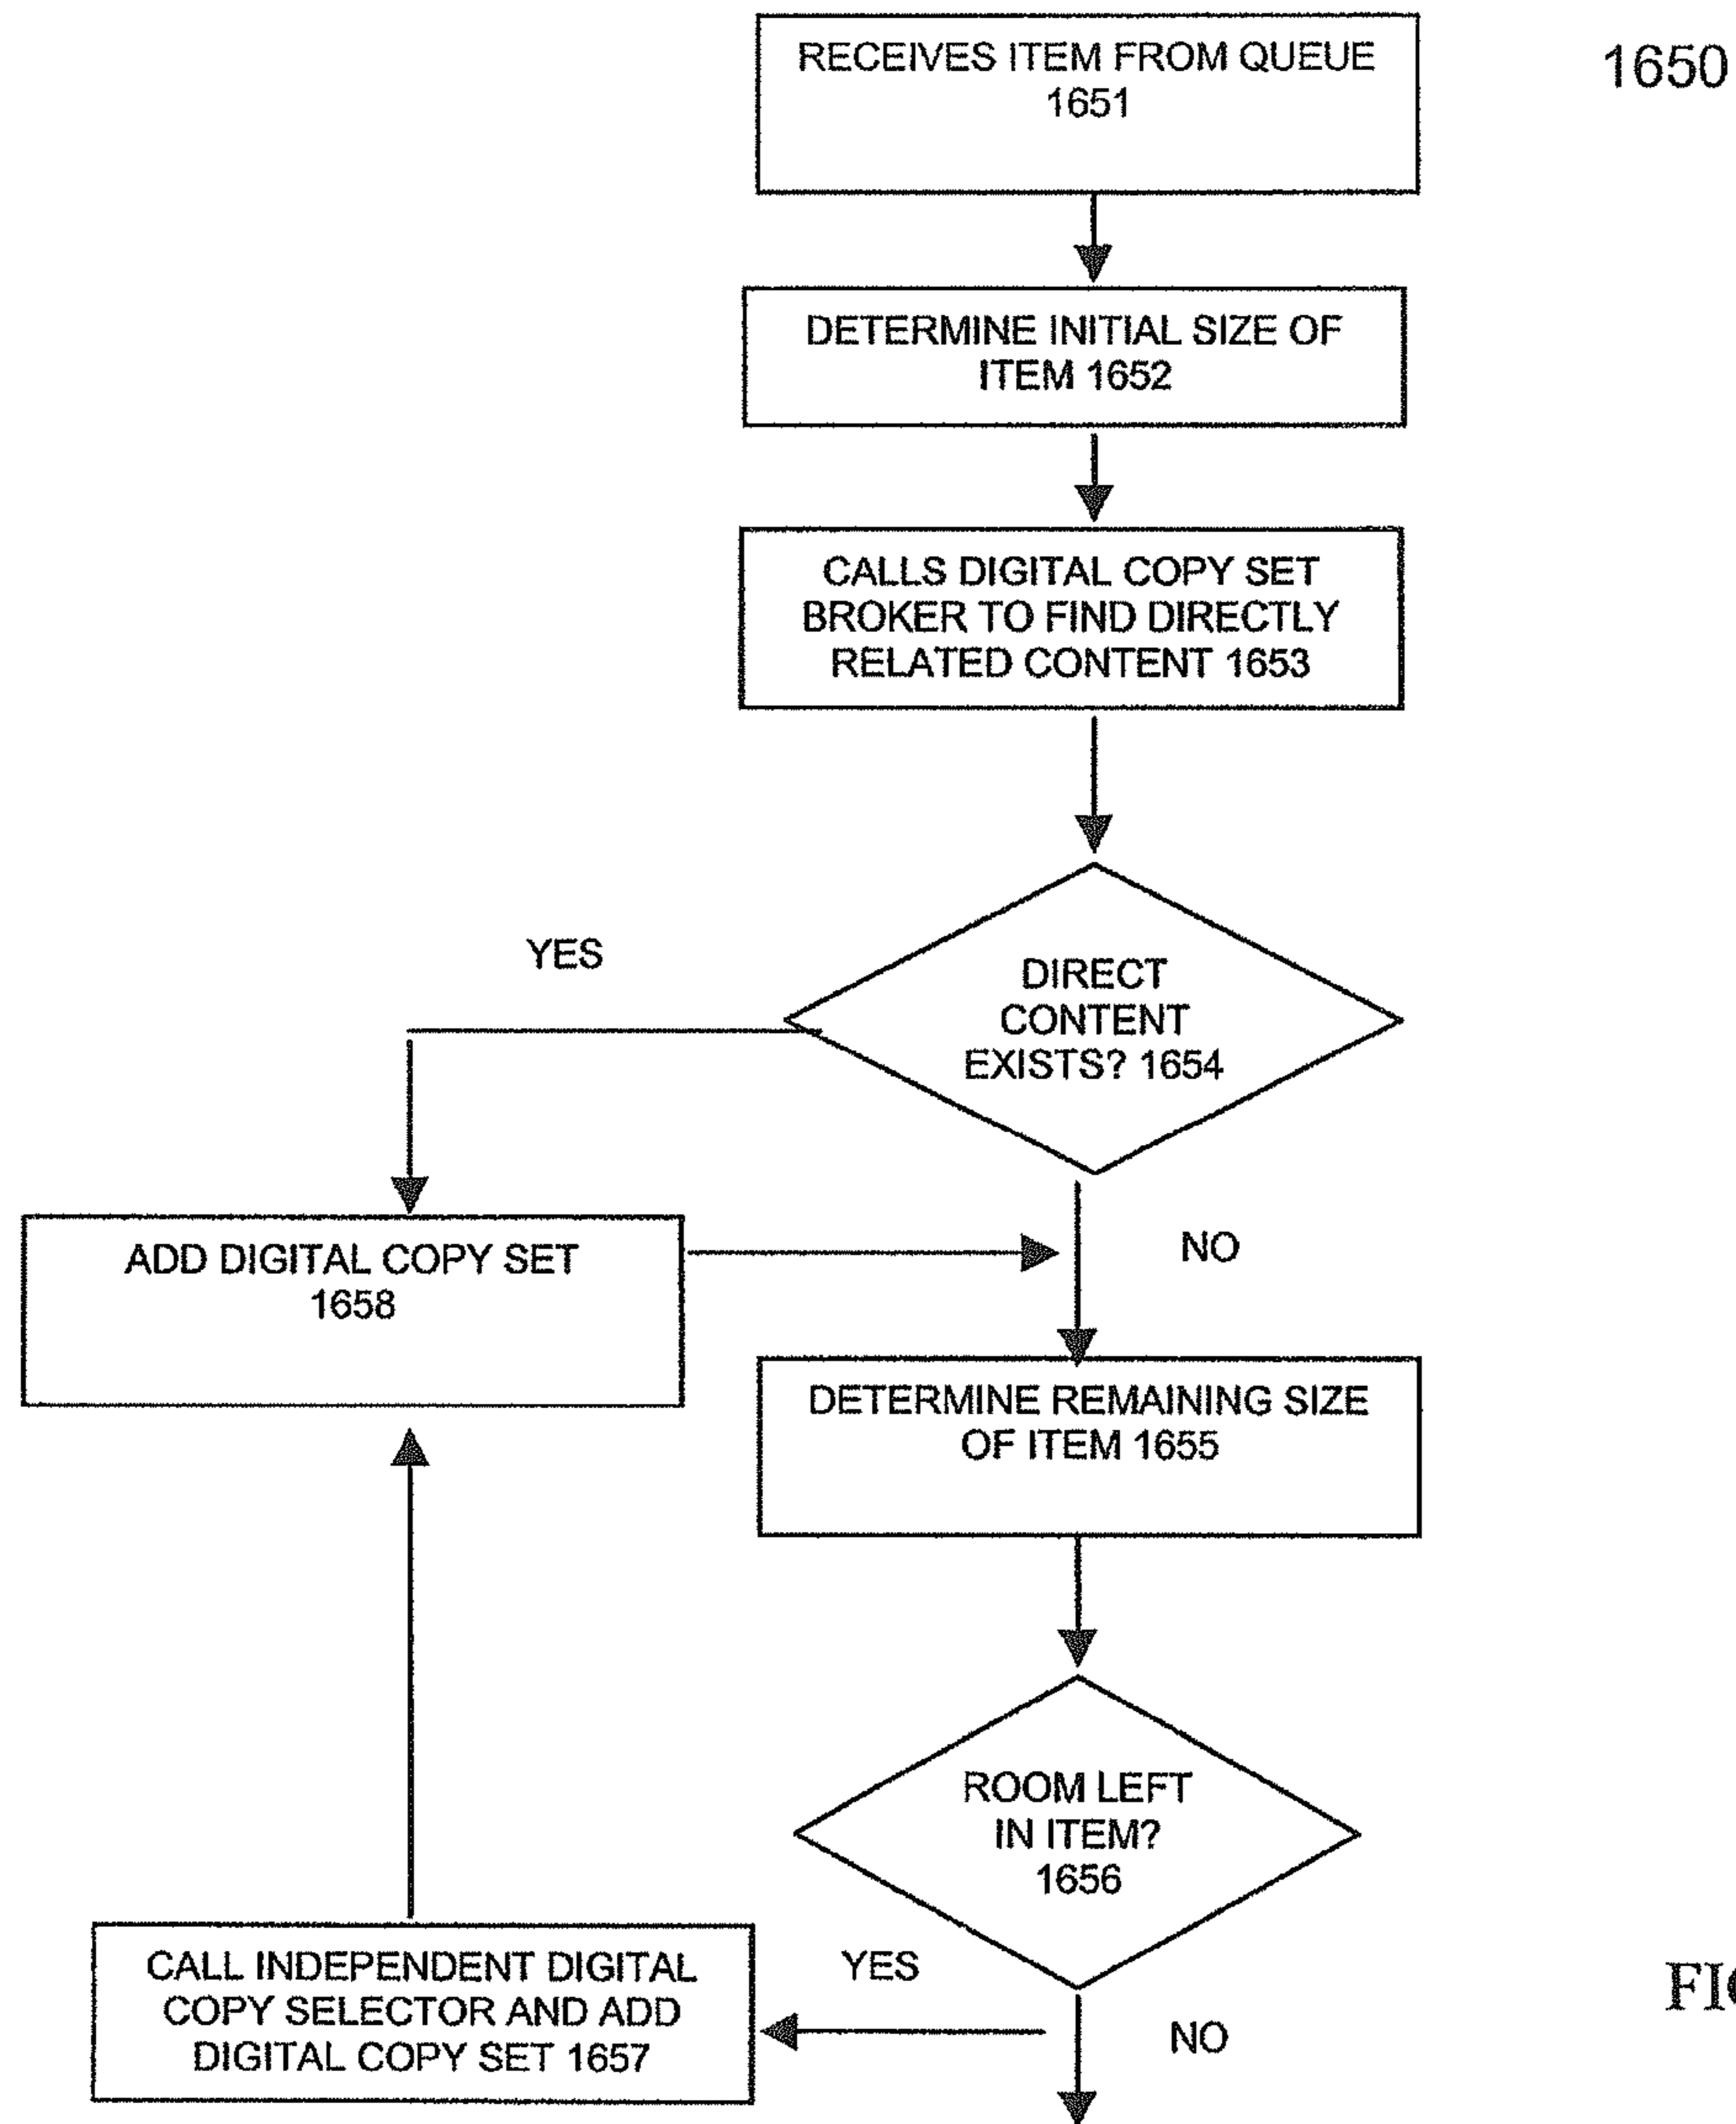 RECEIVES ITEM FROM QUEUE
1651
1650
DETERMINE INITIAL SIZE OF
ITEM 1652
CALLS DIGITAL COPY SET
BROKER TO FIND DIRECTLY
RELATED CONTENT 1653
YES
DIRECT
CONTENT
EXISTS? 1654
NO
ADD DIGITAL COPY SET
1658
DETERMINE REMAINING SIZE
OF ITEM 1655
ROOM LEFT
IN ITEM?
1656
YES
CALL INDEPENDENT DIGITAL
COPY SELECTOR AND ADD
DIGITAL COPY SET 1657
NO